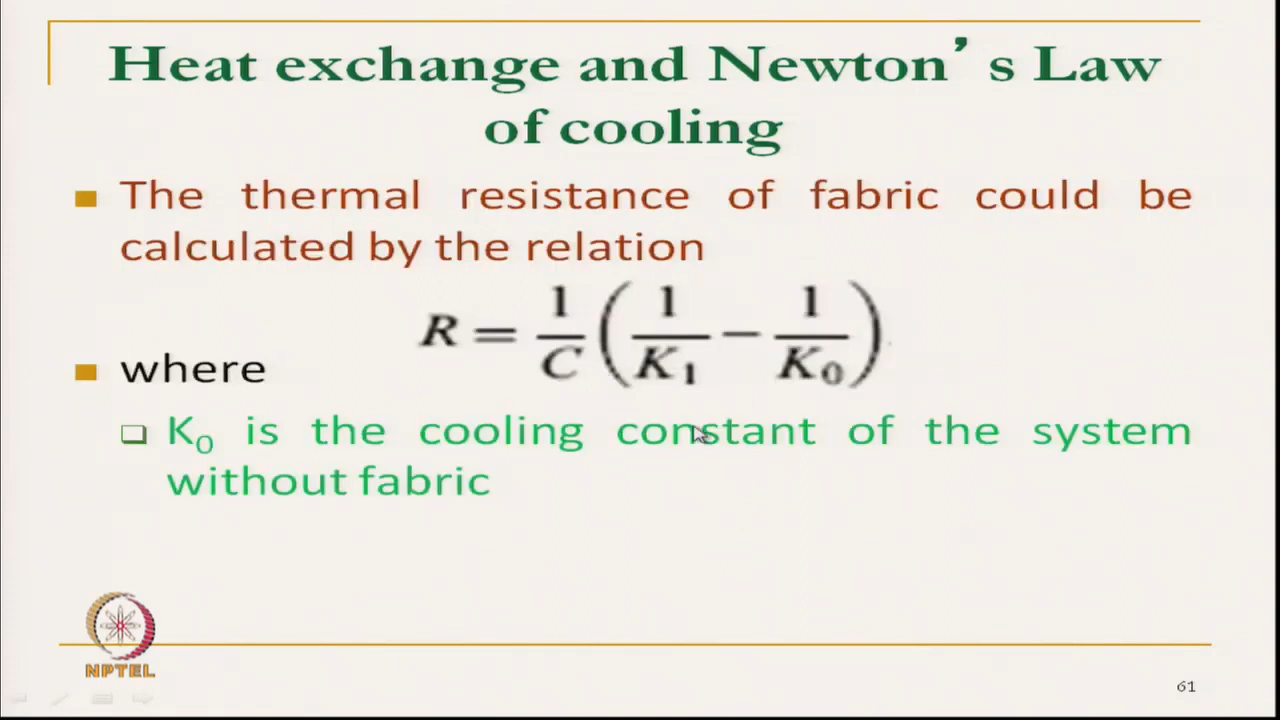 Heat exchange and Newton’s Law
of cooling
The thermal resistance of fabric could be
calculated by the relation
R = 1/C (1/K₁ − 1/K₀)
where
K₀ is the cooling constant of the system
without fabric
NPTEL
61